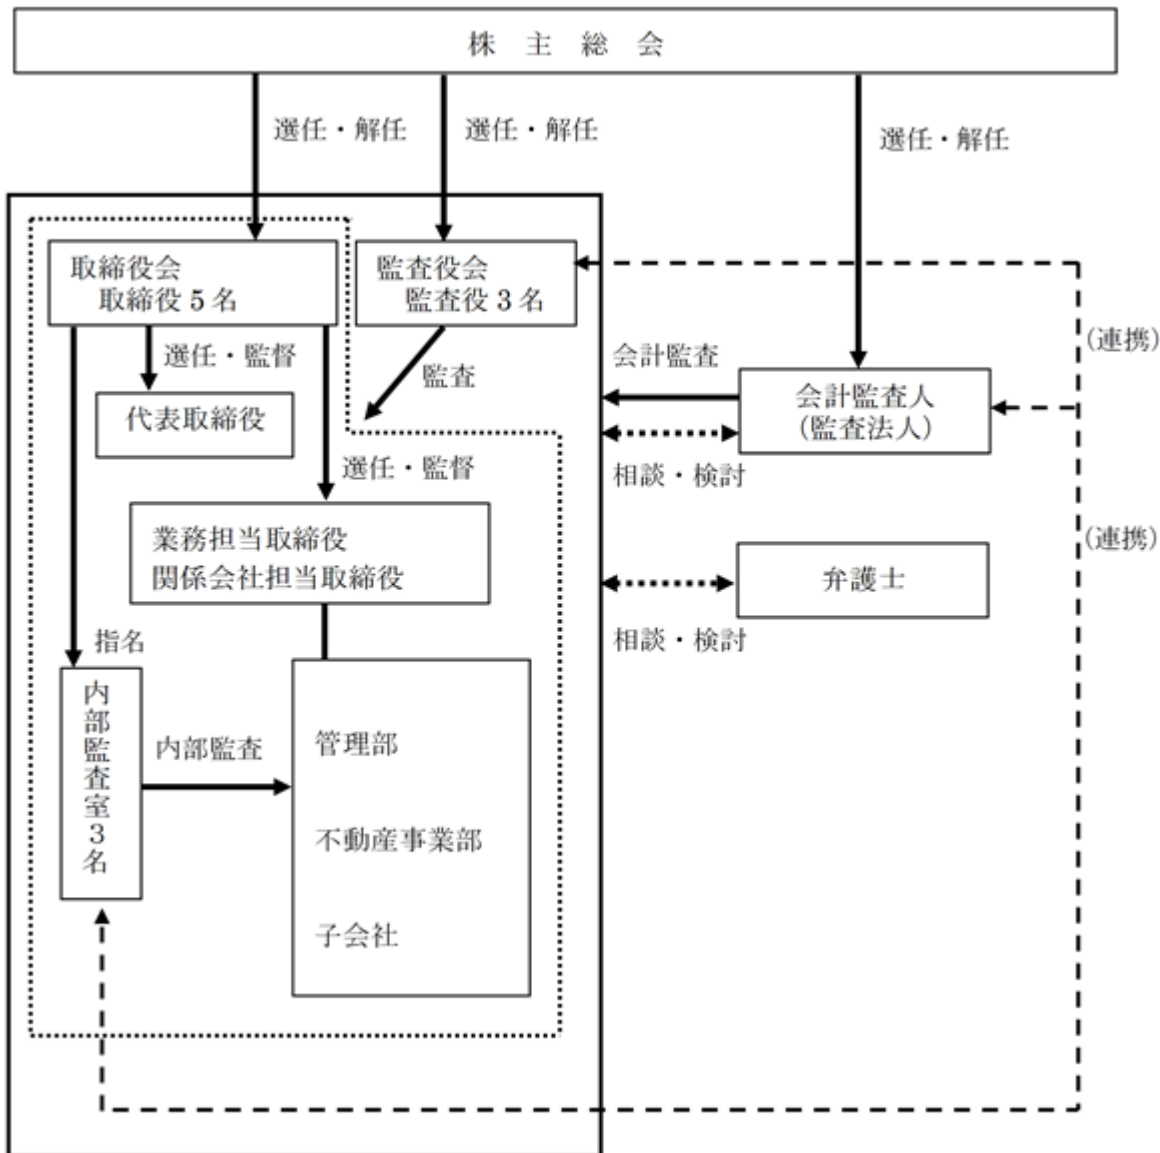 株主総会
選任・解任
選任・解任
選任・解任
取締役会
取締役5名
監査役会
監査役3名
選任・監督
監査
会計監査
(連携)
代表取締役
会計監査人
(監査法人)
選任・監督
相談・検討
業務担当取締役
関係会社担当取締役
(連携)
弁護士
指名
相談・検討
内部監査室3名
内部監査
管理部
不動産事業部
子会社